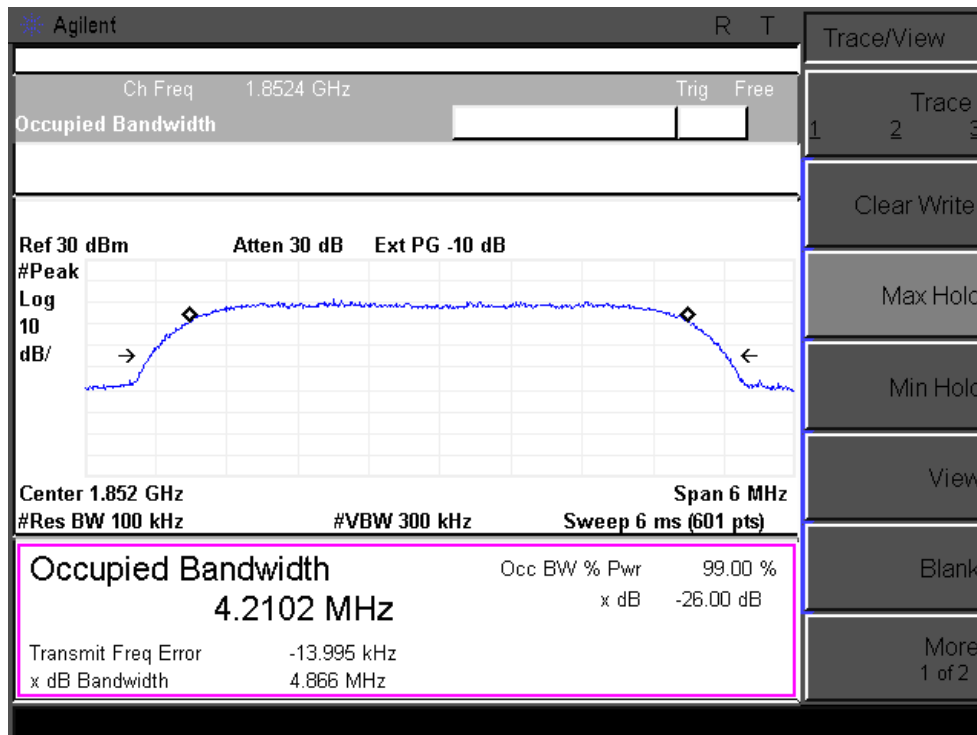 Agilent R T
Trace/View
Ch Freq 1.8524 GHz Trig Free
Occupied Bandwidth
Trace
1 2 3
Clear Write
Ref 30 dBm Atten 30 dB Ext PG -10 dB
#Peak
Log
10
dB/
Max Hold
Min Hold
View
Center 1.852 GHz Span 6 MHz
#Res BW 100 kHz #VBW 300 kHz Sweep 6 ms (601 pts)
Blank
Occupied Bandwidth
4.2102 MHz
Occ BW % Pwr 99.00 %
x dB -26.00 dB
Transmit Freq Error -13.995 kHz
x dB Bandwidth 4.866 MHz
More
1 of 2